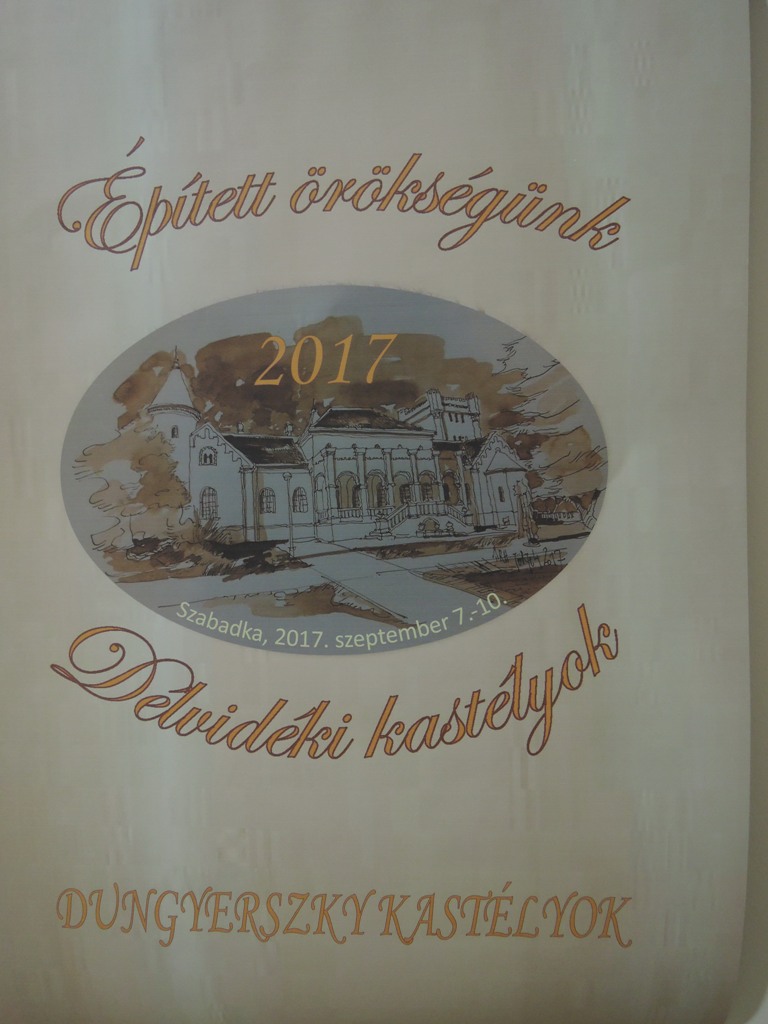 Épített örökségünk
2017
Szabadka, 2017. szeptember 7.-10.
Délvidéki kastélyok
DUNGYERSZKY KASTÉLYOK